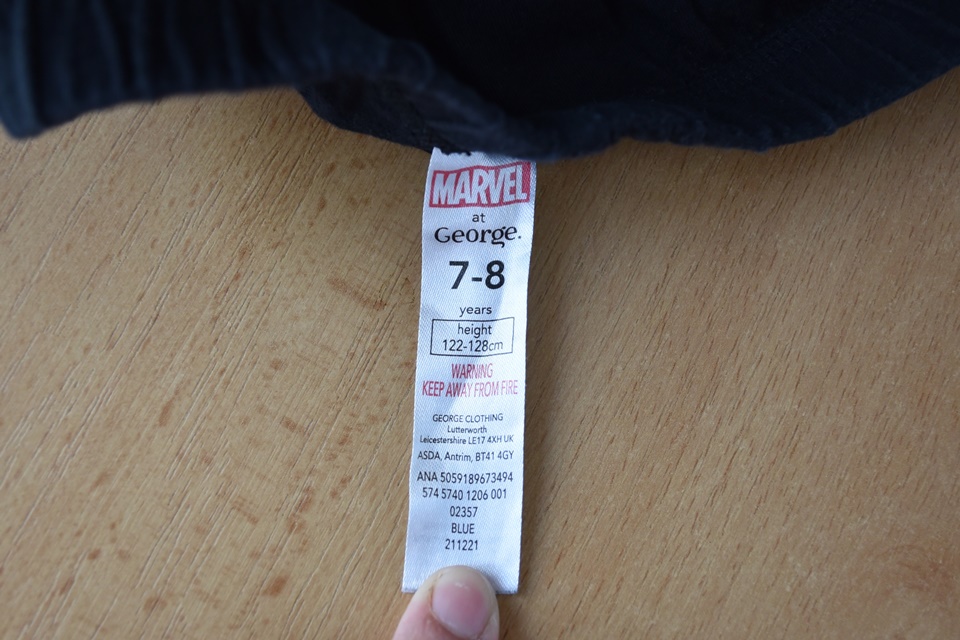 MARVEL
at
George.
7-8
years
height
122-128cm
WARNING
KEEP AWAY FROM FIRE
GEORGE CLOTHING
Lutterworth
Leicestershire LE17 4XH UK
ASDA, Antrim, BT41 4GY
ANA 5059189673494
574 5740 1206 001
02357
BLUE
211221